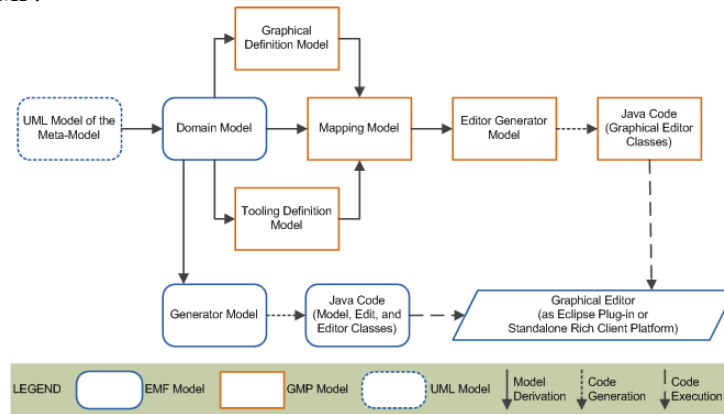 Graphical
Definition Model
UML Model of the
Meta-Model
Domain Model
Mapping Model
Editor Generator
Model
Java Code
(Graphical Editor
Classes)
Tooling Definition
Model
Generator Model
Java Code
(Model, Edit, and
Editor Classes)
Graphical Editor
(as Eclipse Plug-in or
Standalone Rich Client Platform)
LEGEND
EMF Model
GMP Model
UML Model
Model
Derivation
Code
Generation
Code
Execution